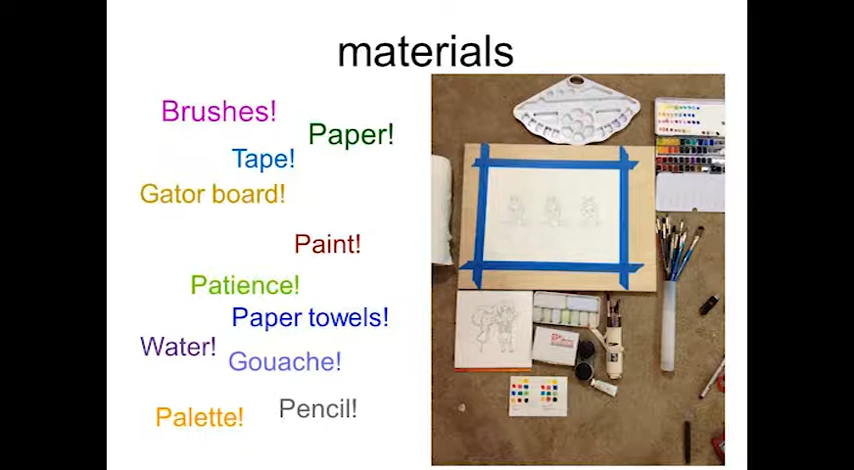 materials
Brushes!
Paper!
Tape!
Gator board!
Paint!
Patience!
Paper towels!
Water!
Gouache!
Pencil!
Palette!